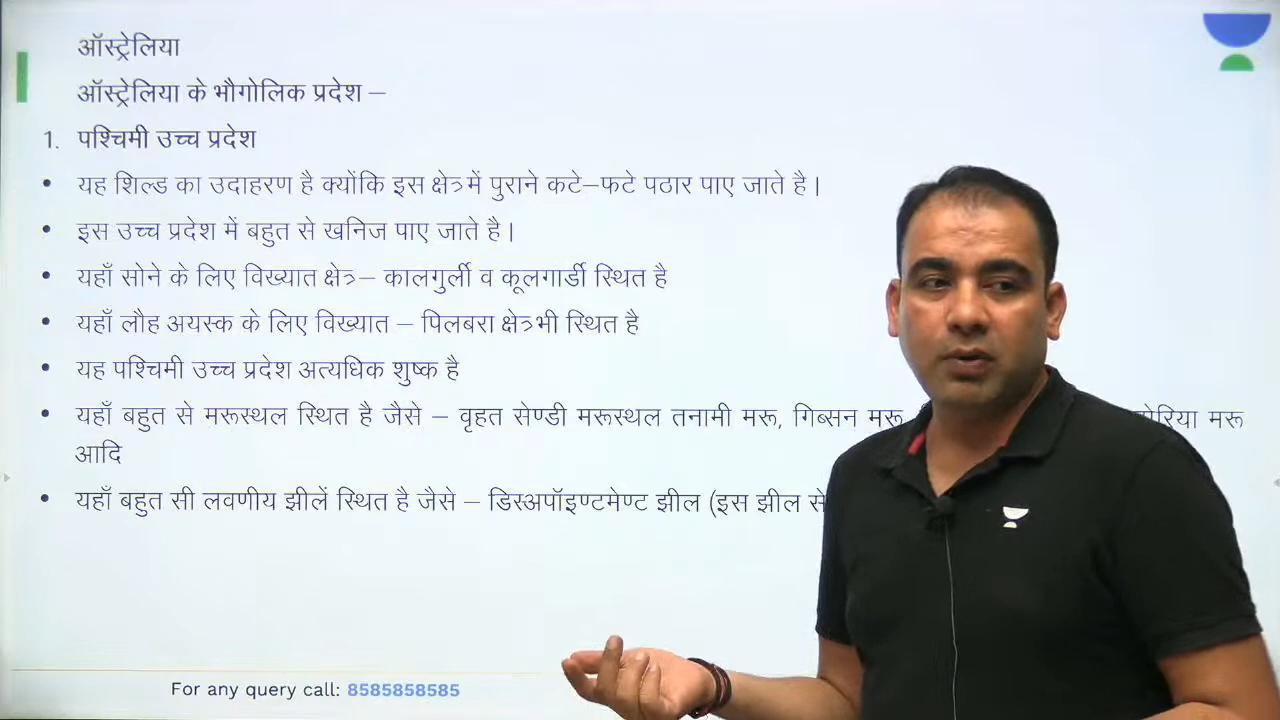 ऑस्ट्रेलिया
ऑस्ट्रेलिया के भौगोलिक प्रदेश –
1. पश्चिमी उच्च प्रदेश
• यह शिल्ड का उदाहरण है क्योंकि इस क्षेत्र में पुराने कटे–फटे पठार पाए जाते है।
• इस उच्च प्रदेश में बहुत से खनिज पाए जाते है।
• यहाँ सोने के लिए विख्यात क्षेत्र– कालगुर्ली व कूलगार्डी स्थित है
• यहाँ लौह अयस्क के लिए विख्यात – पिलबरा क्षेत्र भी स्थित है
• यह पश्चिमी उच्च प्रदेश अत्यधिक शुष्क है
• यहाँ बहुत से मरूस्थल स्थित है जैसे – वृहत सेण्डी मरूस्थल तनामी मरू, गिब्सन मरू मरू
आदि
• यहाँ बहुत सी लवणीय झीलें स्थित है जैसे – डिस्अपॉइण्टमेण्ट झील (इस झील से
For any query call: 8585858585